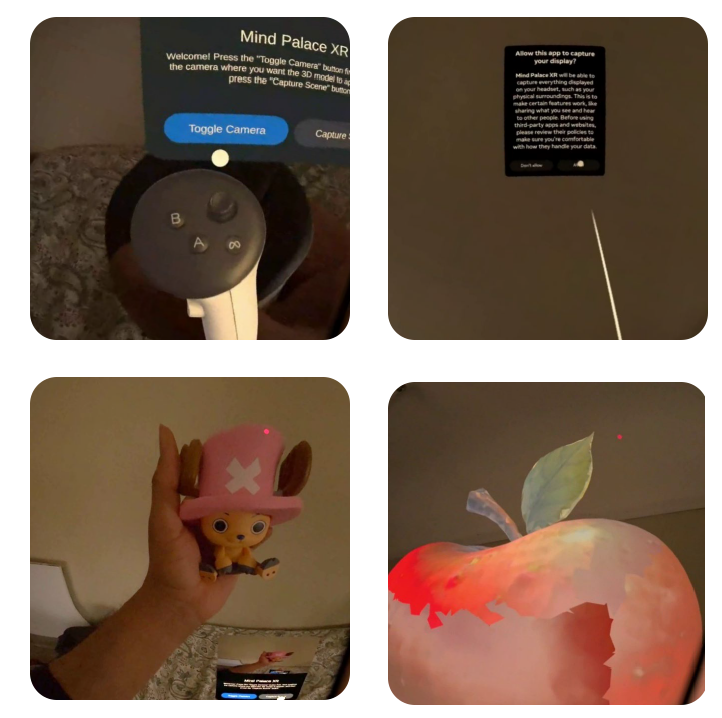 Mind Palace XR
Welcome! Press the "Toggle Camera" button
the camera where you want the 3D model to
press the "Capture Scene" button
Toggle Camera
Capture
B
A
Allow this app to capture
your display?
Mind Palace XR will be able to
capture everything displayed
on your headset, such as your
physical surroundings. This is to
make certain features work, like
sharing what you see and hear
to other people. Before using
third-party apps and websites,
please review their policies to
make sure you're comfortable
with how they handle your data.
Don't allow
Mind Palace XR
Toggle Camera